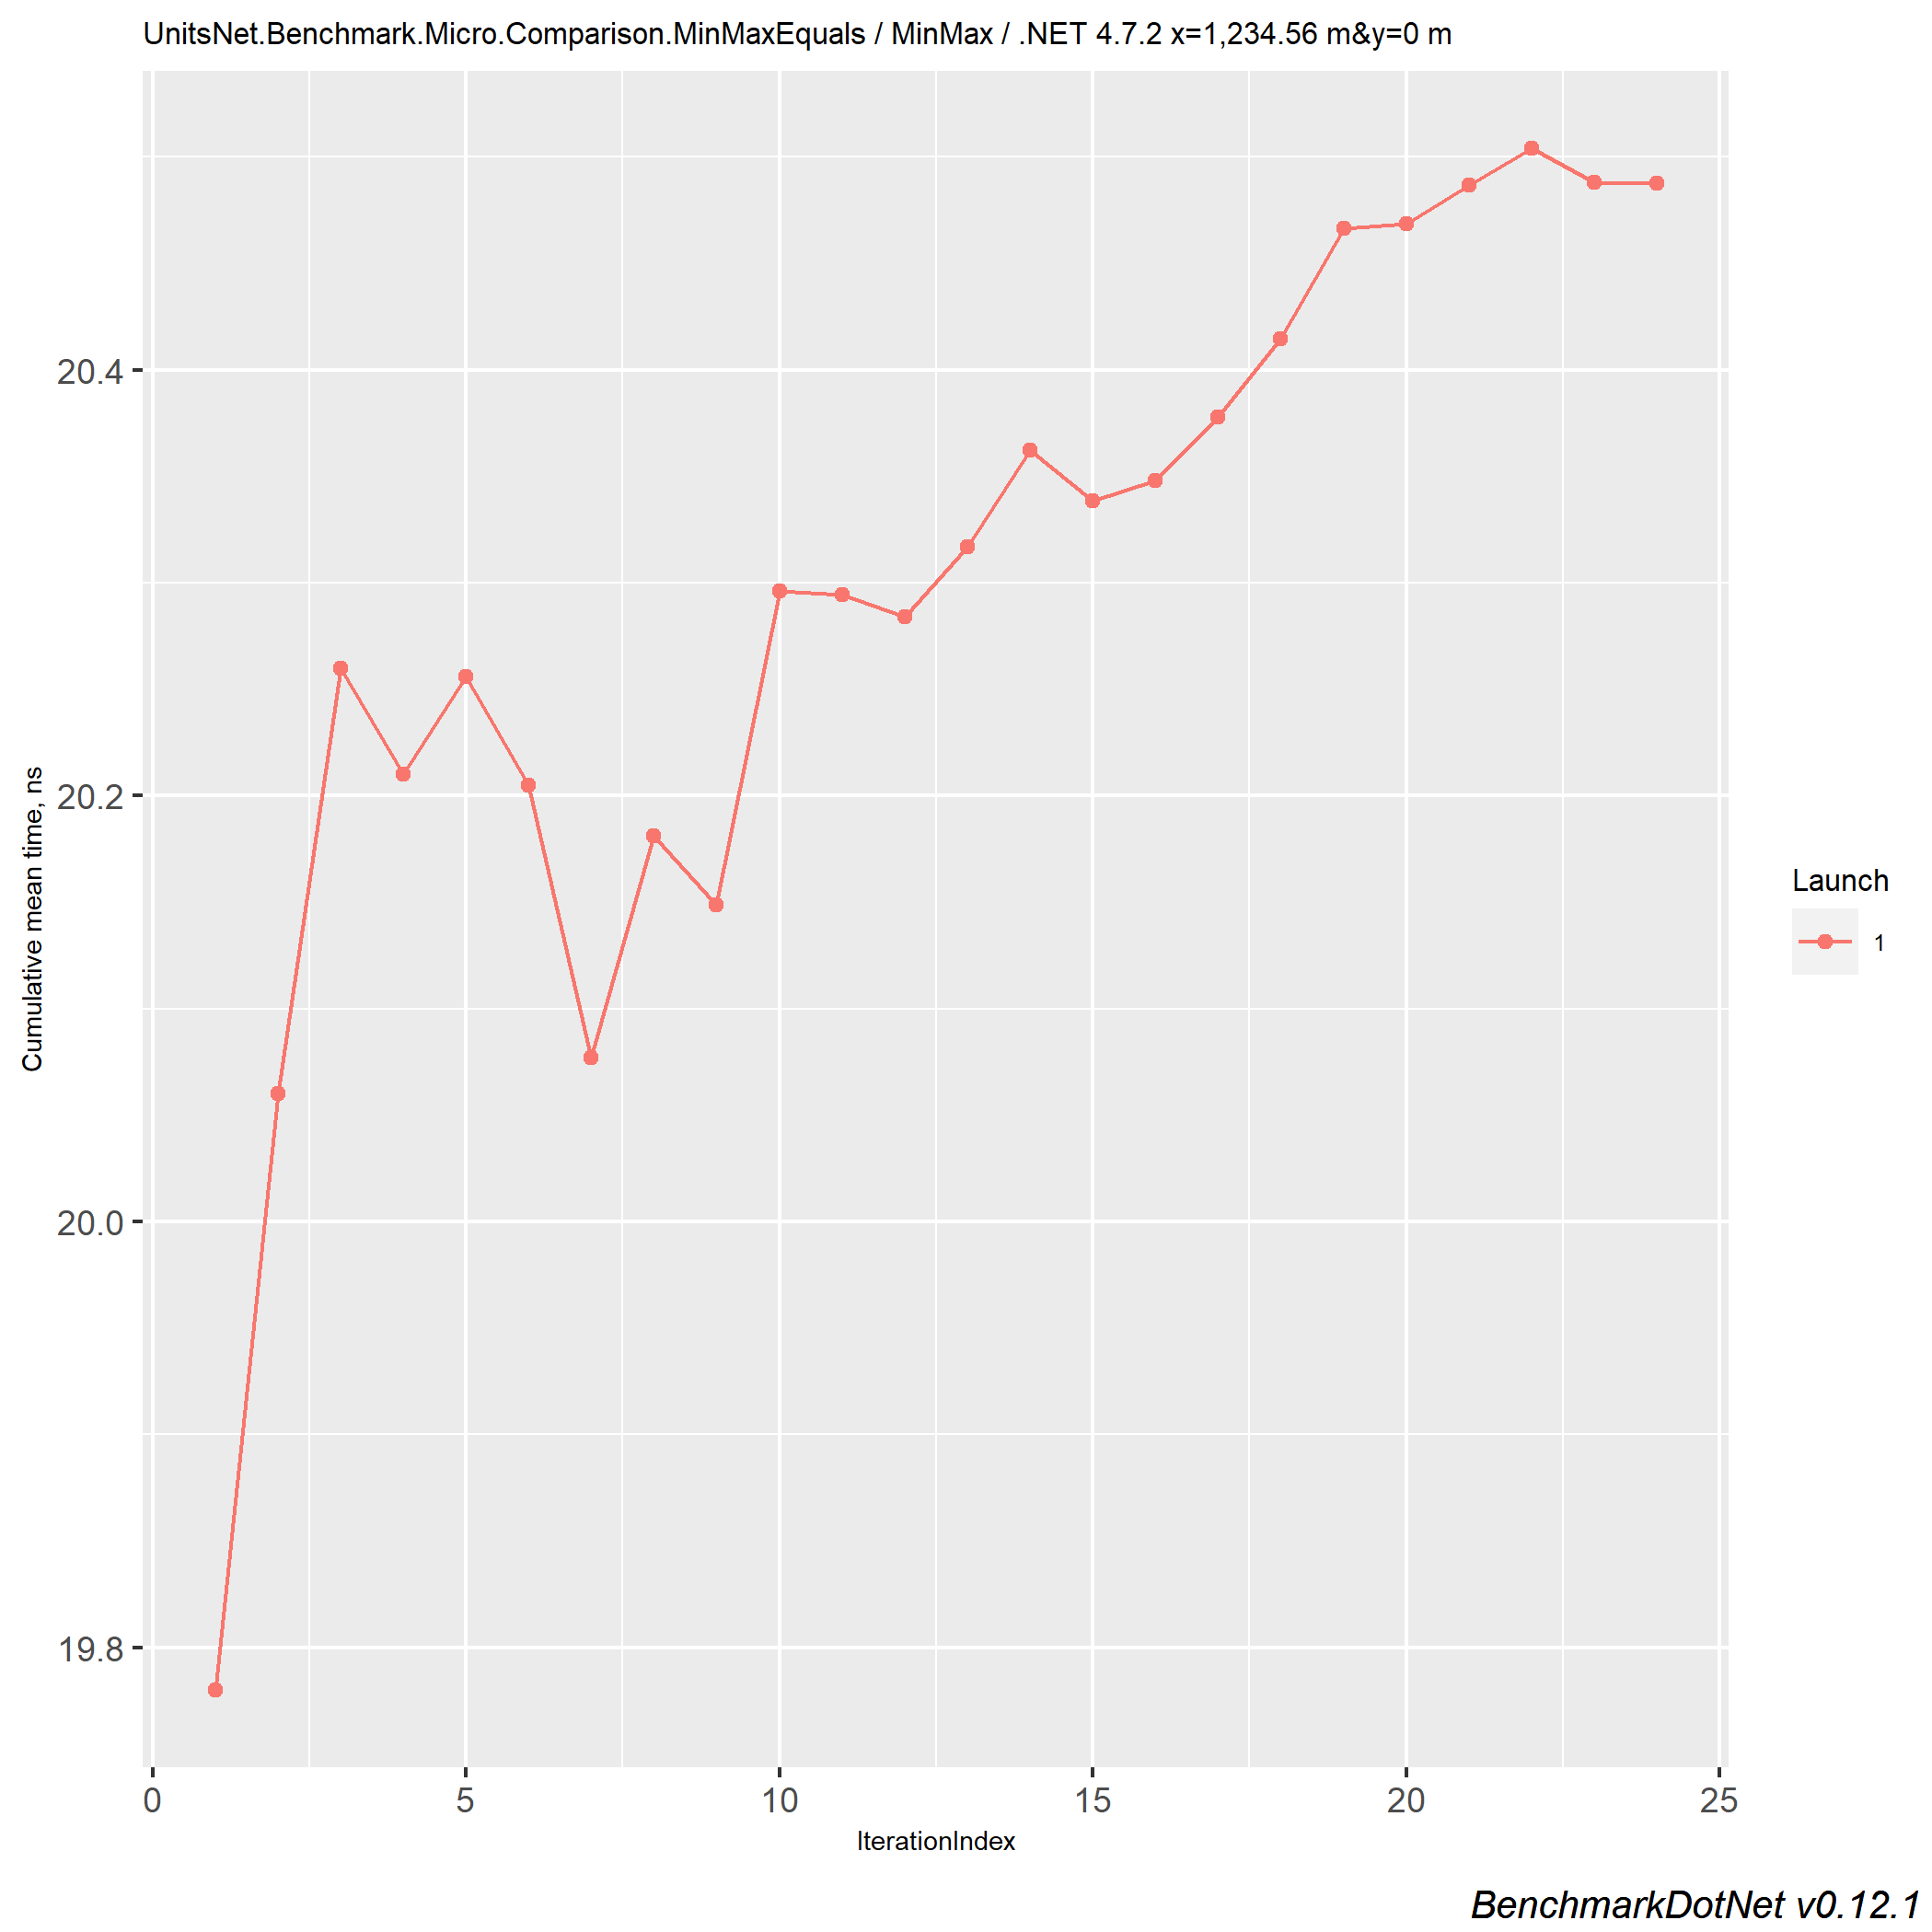 UnitsNet.Benchmark.Micro.Comparison.MinMaxEquals / MinMax / .NET 4.7.2 x=1,234.56 m&y=0 m
Cumulative mean time, ns
20.4
20.2
20.0
19.8
0 5 10 15 20 25
IterationIndex
Launch
1
BenchmarkDotNet v0.12.1